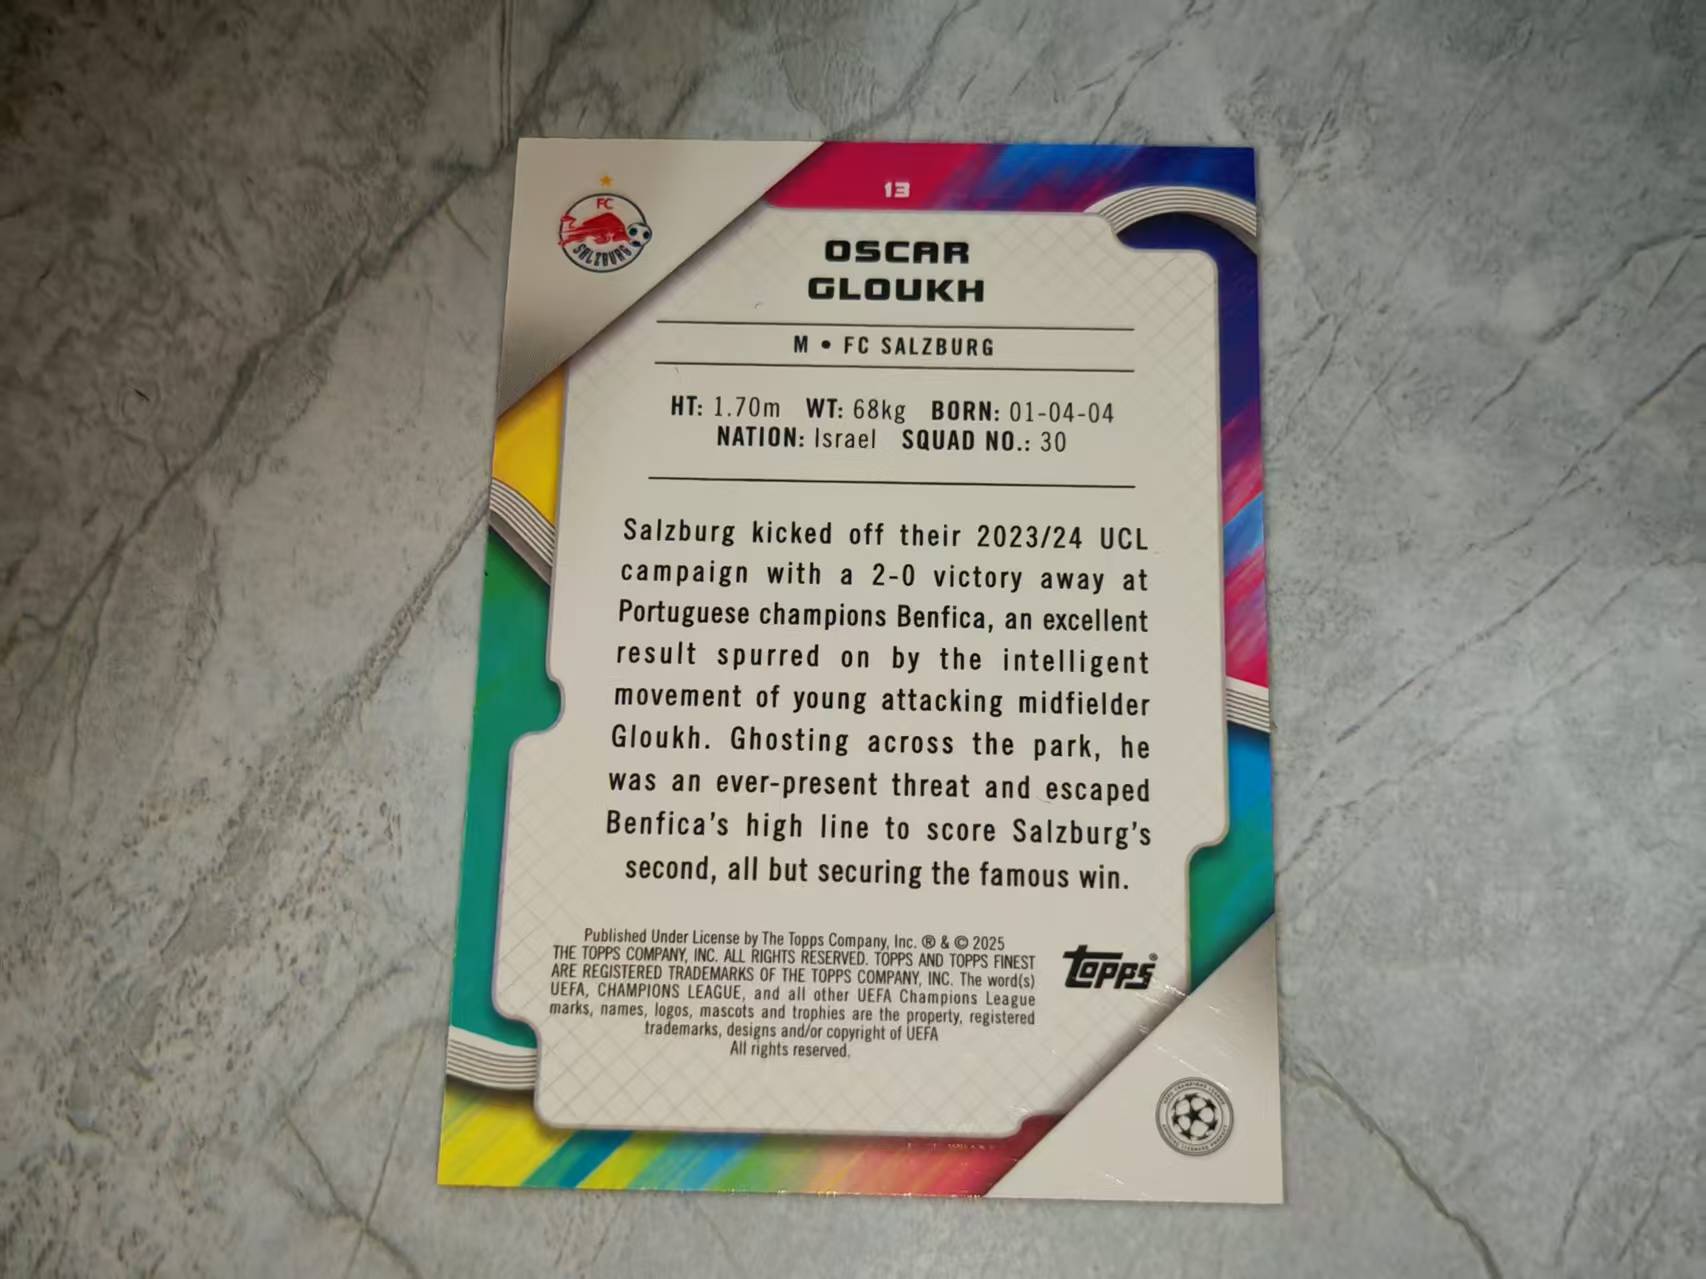 13
FC
SALZBURG
OSCAR
GLOUKH
M • FC SALZBURG
HT: 1.70m WT: 68kg BORN: 01-04-04
NATION: Israel SQUAD NO.: 30
Salzburg kicked off their 2023/24 UCL
campaign with a 2-0 victory away at
Portuguese champions Benfica, an excellent
result spurred on by the intelligent
movement of young attacking midfielder
Gloukh. Ghosting across the park, he
was an ever-present threat and escaped
Benfica's high line to score Salzburg's
second, all but securing the famous win.
Published Under License by The Topps Company, Inc. ® & © 2025
THE TOPPS COMPANY, INC. ALL RIGHTS RESERVED. TOPPS AND TOPPS FINEST
ARE REGISTERED TRADEMARKS OF THE TOPPS COMPANY, INC. The word(s)
UEFA, CHAMPIONS LEAGUE, and all other UEFA Champions League
marks, names, logos, mascots and trophies are the property, registered
trademarks, designs and/or copyright of UEFA
All rights reserved.
topps®